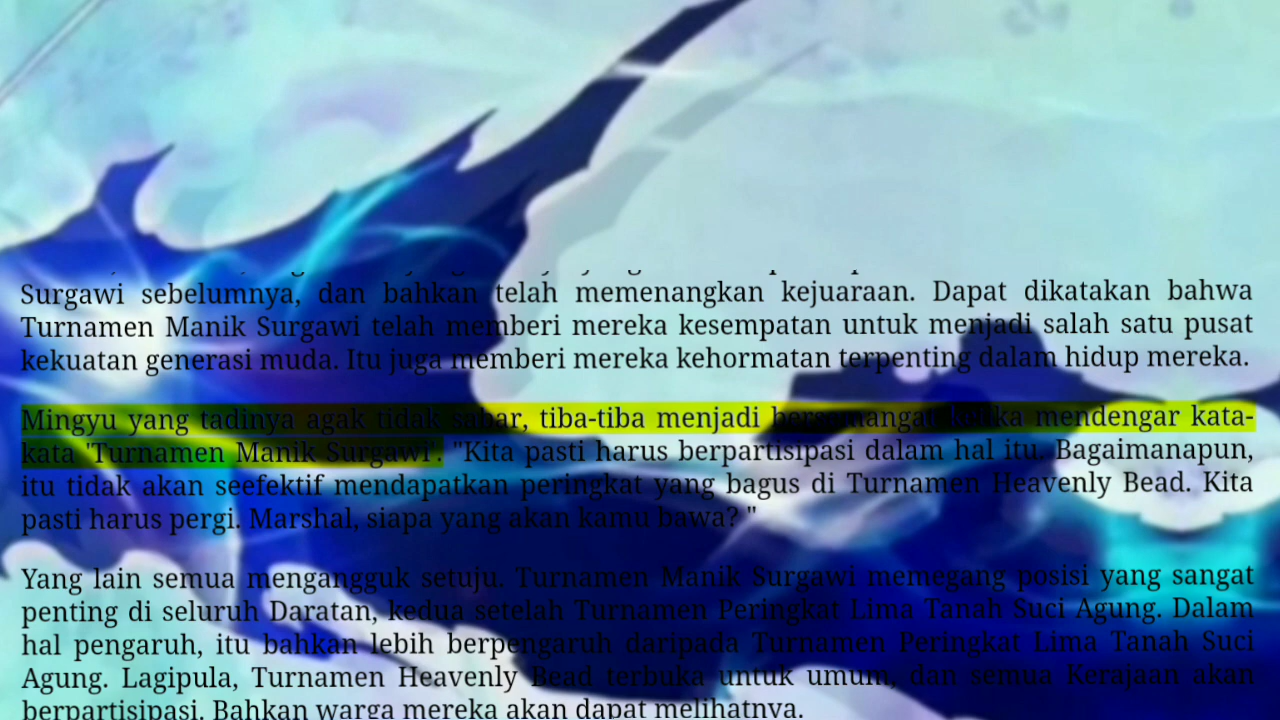 Surgawi sebelumnya, dan bahkan telah memenangkan kejuaraan. Dapat dikatakan bahwa
Turnamen Manik Surgawi telah memberi mereka kesempatan untuk menjadi salah satu pusat
kekuatan generasi muda. Itu juga memberi mereka kehormatan terpenting dalam hidup mereka.
Mingyu yang tadinya agak tidak sabar, tiba-tiba menjadi bersemangat ketika mendengar kata-
kata 'Turnamen Manik Surgawi'. "Kita pasti harus berpartisipasi dalam hal itu. Bagaimanapun,
itu tidak akan seefektif mendapatkan peringkat yang bagus di Turnamen Heavenly Bead. Kita
pasti harus pergi. Marshal, siapa yang akan kamu bawa? "
Yang lain semua mengangguk setuju. Turnamen Manik Surgawi memegang posisi yang sangat
penting di seluruh Daratan, kedua setelah Turnamen Peringkat Lima Tanah Suci Agung. Dalam
hal pengaruh, itu bahkan lebih berpengaruh daripada Turnamen Peringkat Lima Tanah Suci
Agung. Lagipula, Turnamen Heavenly Bead terbuka untuk umum, dan semua Kerajaan akan
berpartisipasi. Bahkan warga mereka akan dapat melihatnya.